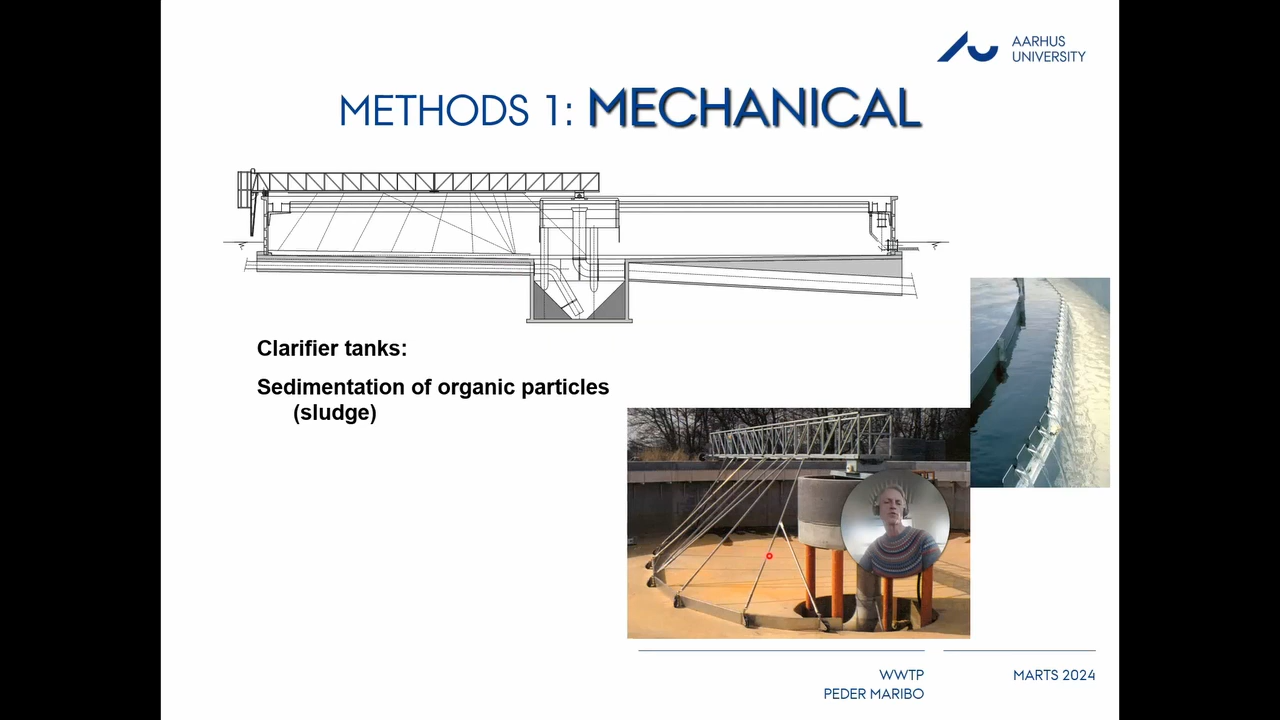 AARHUS
UNIVERSITY
METHODS 1: MECHANICAL
Clarifier tanks:
Sedimentation of organic particles
(sludge)
WWTP
PEDER MARIBO
MARTS 2024